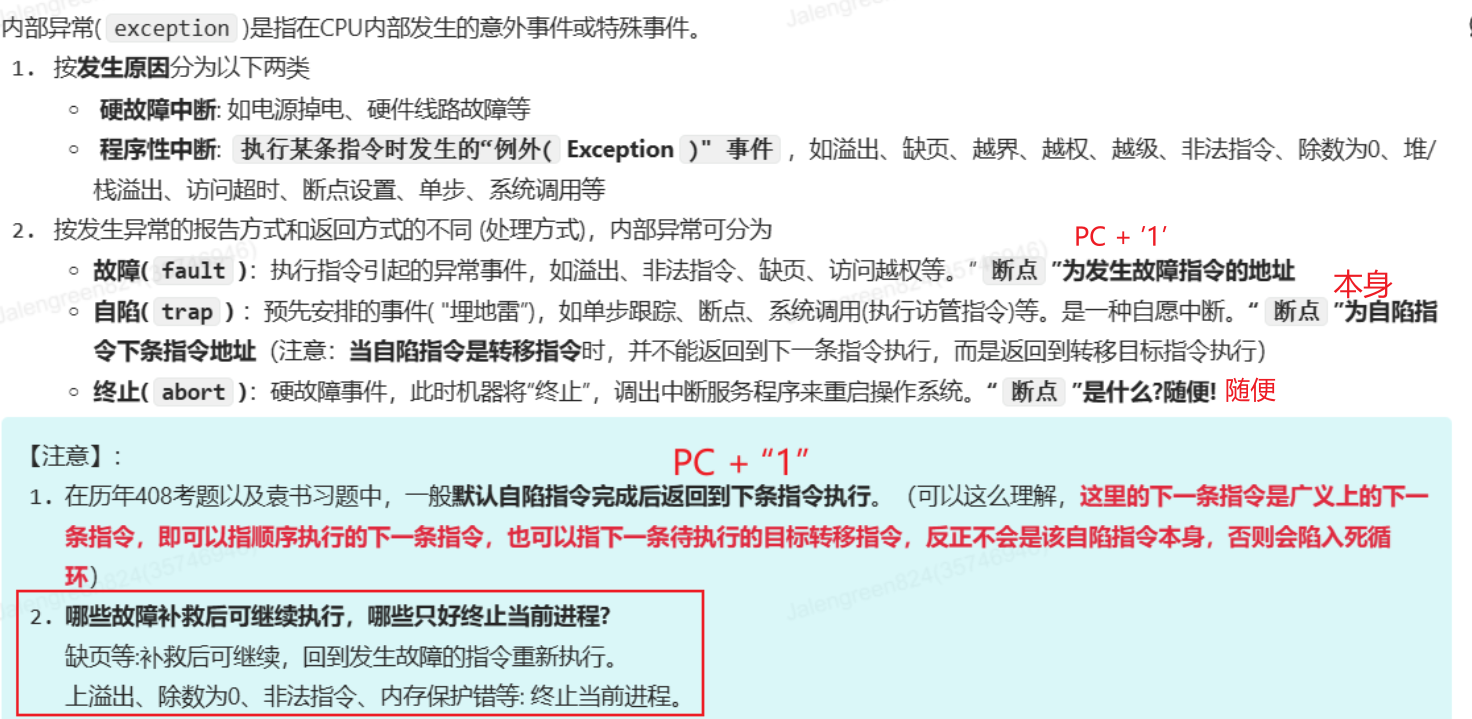 内部异常( exception )是指在CPU内部发生的意外事件或特殊事件。
1. 按发生原因分为以下两类
硬故障中断: 如电源掉电、硬件线路故障等
程序性中断: 执行某条指令时发生的“例外( Exception )" 事件 ，如溢出、缺页、越界、越权、越级、非法指令、除数为0、堆/
栈溢出、访问超时、断点设置、单步、系统调用等
2. 按发生异常的报告方式和返回方式的不同 (处理方式)，内部异常可分为
PC + ′1′
故障( fault )：执行指令引起的异常事件，如溢出、非法指令、缺页、访问越权等。“ 断点 ”为发生故障指令的地址
本身
自陷( trap ) ：预先安排的事件( "埋地雷”)，如单步跟踪、断点、系统调用(执行访管指令)等。是一种自愿中断。“ 断点 ”为自陷指
令下条指令地址（注意：当自陷指令是转移指令时，并不能返回到下一条指令执行，而是返回到转移目标指令执行）
终止( abort )：硬故障事件，此时机器将“终止”，调出中断服务程序来重启操作系统。“ 断点 ”是什么?随便! 随便
【注意】:
PC + “1”
1. 在历年408考题以及袁书习题中，一般默认自陷指令完成后返回到下条指令执行。（可以这么理解，这里的下一条指令是广义上的下一
条指令，即可以指顺序执行的下一条指令，也可以指下一条待执行的目标转移指令，反正不会是该自陷指令本身，否则会陷入死循
环）
2. 哪些故障补救后可继续执行，哪些只好终止当前进程?
缺页等:补救后可继续，回到发生故障的指令重新执行。
上溢出、除数为0、非法指令、内存保护错等: 终止当前进程。
Jalengreen824(35746946)